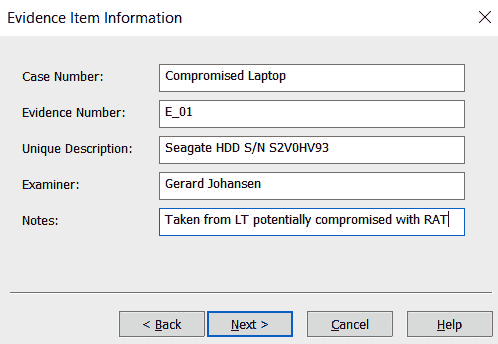 Evidence Item Information
Case Number: Compromised Laptop
Evidence Number: E_01
Unique Description: Seagate HDD S/N S2V0HV93
Examiner: Gerard Johansen
Notes: Taken from LT potentially compromised with RAT
< Back Next > Cancel Help